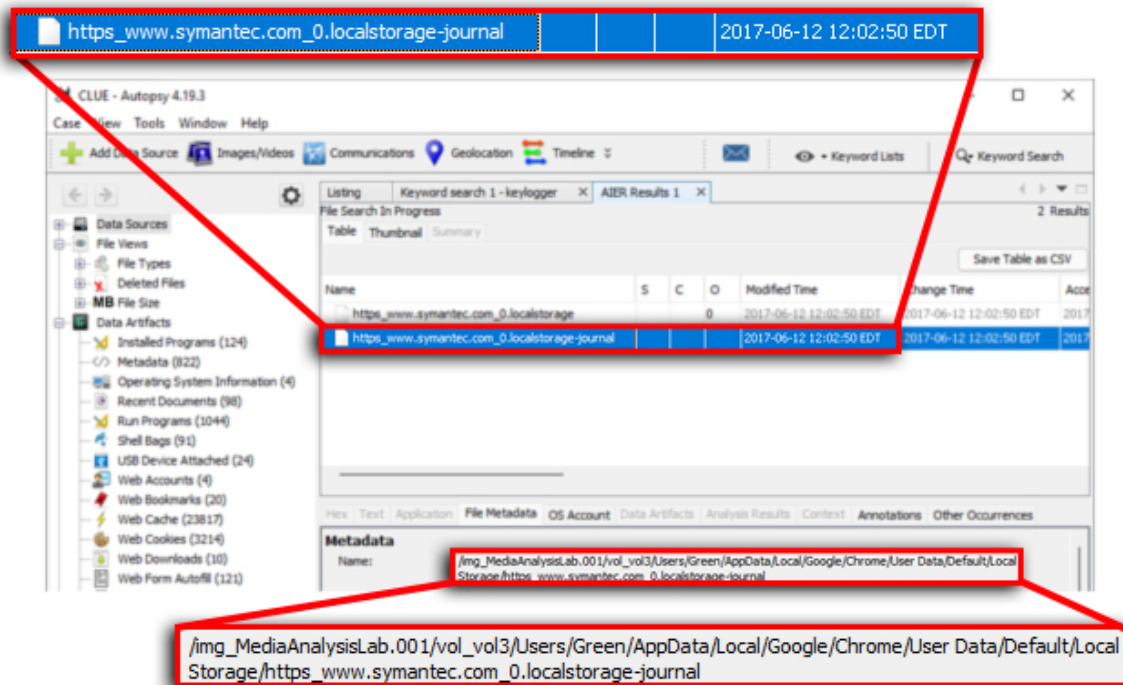 https_www.symantec.com_0.localstorage-journal 2017-06-12 12:02:50 EDT
CLUE - Autopsy 4.19.3
Case View Tools Window Help
Add Data Source Images/Videos Communications Geolocation Timeline Keyword Lists Keyword Search
Listing Keyword search 1 - keylogger X AIER Results 1 X
File Search In Progress 2 Results
Table Thumbnail Summary
Save Table as CSV
Name S C O Modified Time Change Time Acce
https_www.symantec.com_0.localstorage 0 2017-06-12 12:02:50 EDT 2017-06-12 12:02:50 EDT 2017
https_www.symantec.com_0.localstorage-journal 2017-06-12 12:02:50 EDT 2017-06-12 12:02:50 EDT 2017
Data Sources
File Views
File Types
Deleted Files
MB File Size
Data Artifacts
Installed Programs (124)
Metadata (822)
Operating System Information (4)
Recent Documents (98)
Run Programs (1044)
Shell Bags (91)
USB Device Attached (24)
Web Accounts (4)
Web Bookmarks (20)
Web Cache (23817)
Web Cookies (3214)
Web Downloads (10)
Web Form Autofill (121)
Hex Text Application File Metadata OS Account Data Artifacts Analysis Results Context Annotations Other Occurrences
Metadata
Name: /img_MediaAnalysisLab.001/vol_vol3/Users/Green/AppData/Local/Google/Chrome/User Data/Default/Local
Storage/https_www.symantec.com_0.localstorage-journal
/img_MediaAnalysisLab.001/vol_vol3/Users/Green/AppData/Local/Google/Chrome/User Data/Default/Local
Storage/https_www.symantec.com_0.localstorage-journal